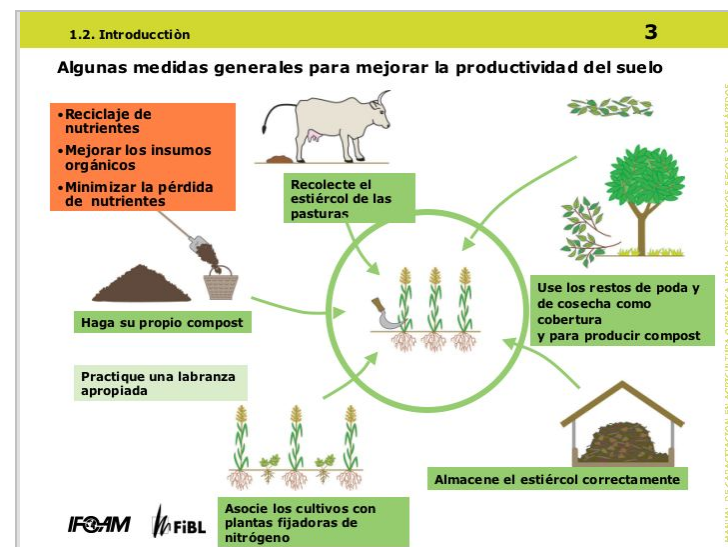 1.2. Introducctiòn
3
Algunas medidas generales para mejorar la productividad del suelo
•Reciclaje de
nutrientes
•Mejorar los insumos
orgánicos
•Minimizar la pérdida
de nutrientes
Recolecte el
estiércol de las
pasturas
Use los restos de poda y
de cosecha como
cobertura
y para producir compost
Haga su propio compost
Practique una labranza
apropiada
Almacene el estiércol correctamente
Asocie los cultivos con
plantas fijadoras de
nitrógeno
IFOAM
FiBL